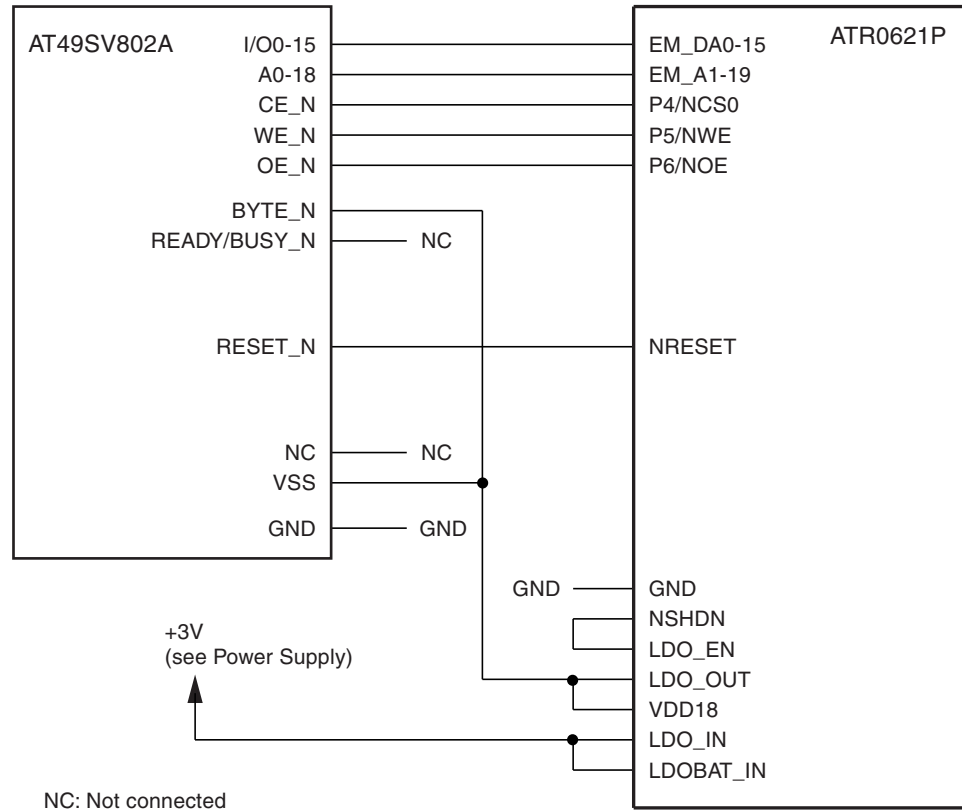 AT49SV802A
I/O0-15
A0-18
CE_N
WE_N
OE_N
BYTE_N
READY/BUSY_N
NC
RESET_N
NC
NC
VSS
GND
GND
ATR0621P
EM_DA0-15
EM_A1-19
P4/NCS0
P5/NWE
P6/NOE
NRESET
GND
GND
NSHDN
LDO_EN
LDO_OUT
VDD18
LDO_IN
LDOBAT_IN
+3V
(see Power Supply)
NC: Not connected